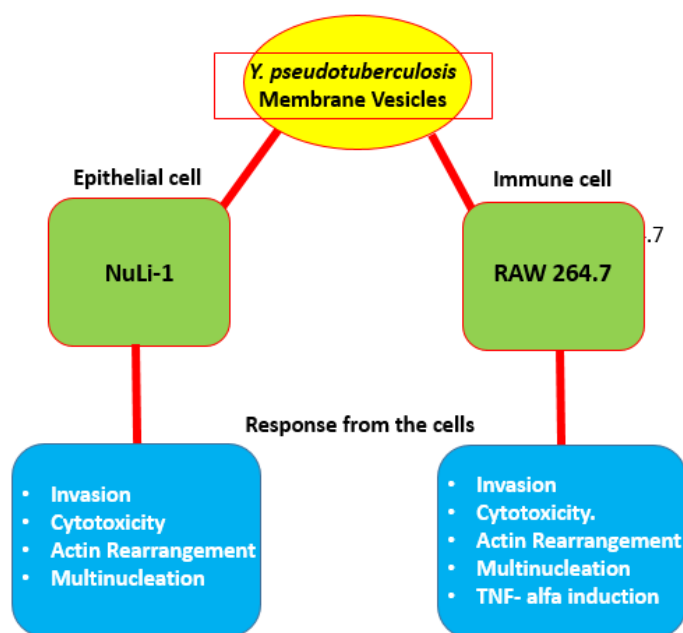 Y. pseudotuberculosis
Membrane Vesicles
Epithelial cell
Immune cell
NuLi-1
RAW 264.7
.7
Response from the cells
• Invasion
• Cytotoxicity
• Actin Rearrangement
• Multinucleation
• Invasion
• Cytotoxicity.
• Actin Rearrangement
• Multinucleation
• TNF- alfa induction